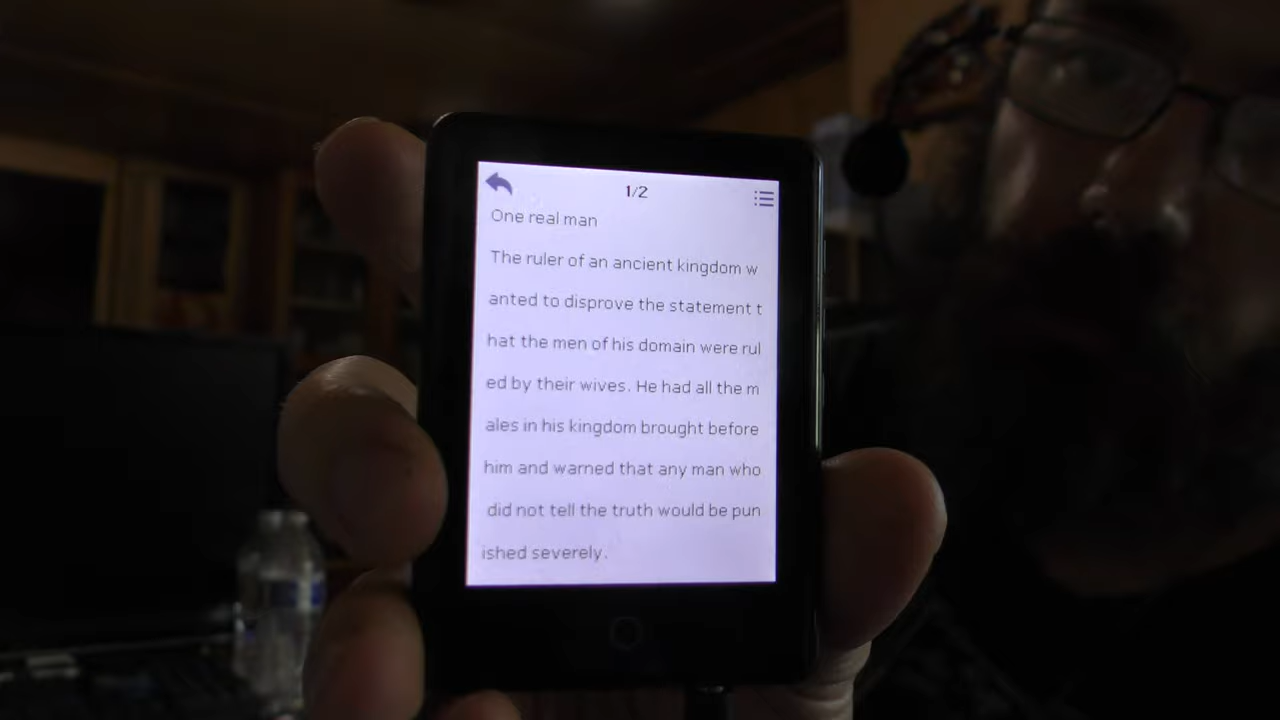 1/2
One real man
The ruler of an ancient kingdom w
anted to disprove the statement t
hat the men of his domain were rul
ed by their wives. He had all the m
ales in his kingdom brought before
him and warned that any man who
did not tell the truth would be pun
ished severely.